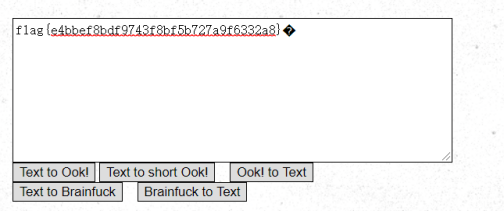 flag{e4bbef8bdf9743f8bf5b727a9f6332a8}�
Text to Ook! Text to short Ook! Ook! to Text
Text to Brainfuck Brainfuck to Text